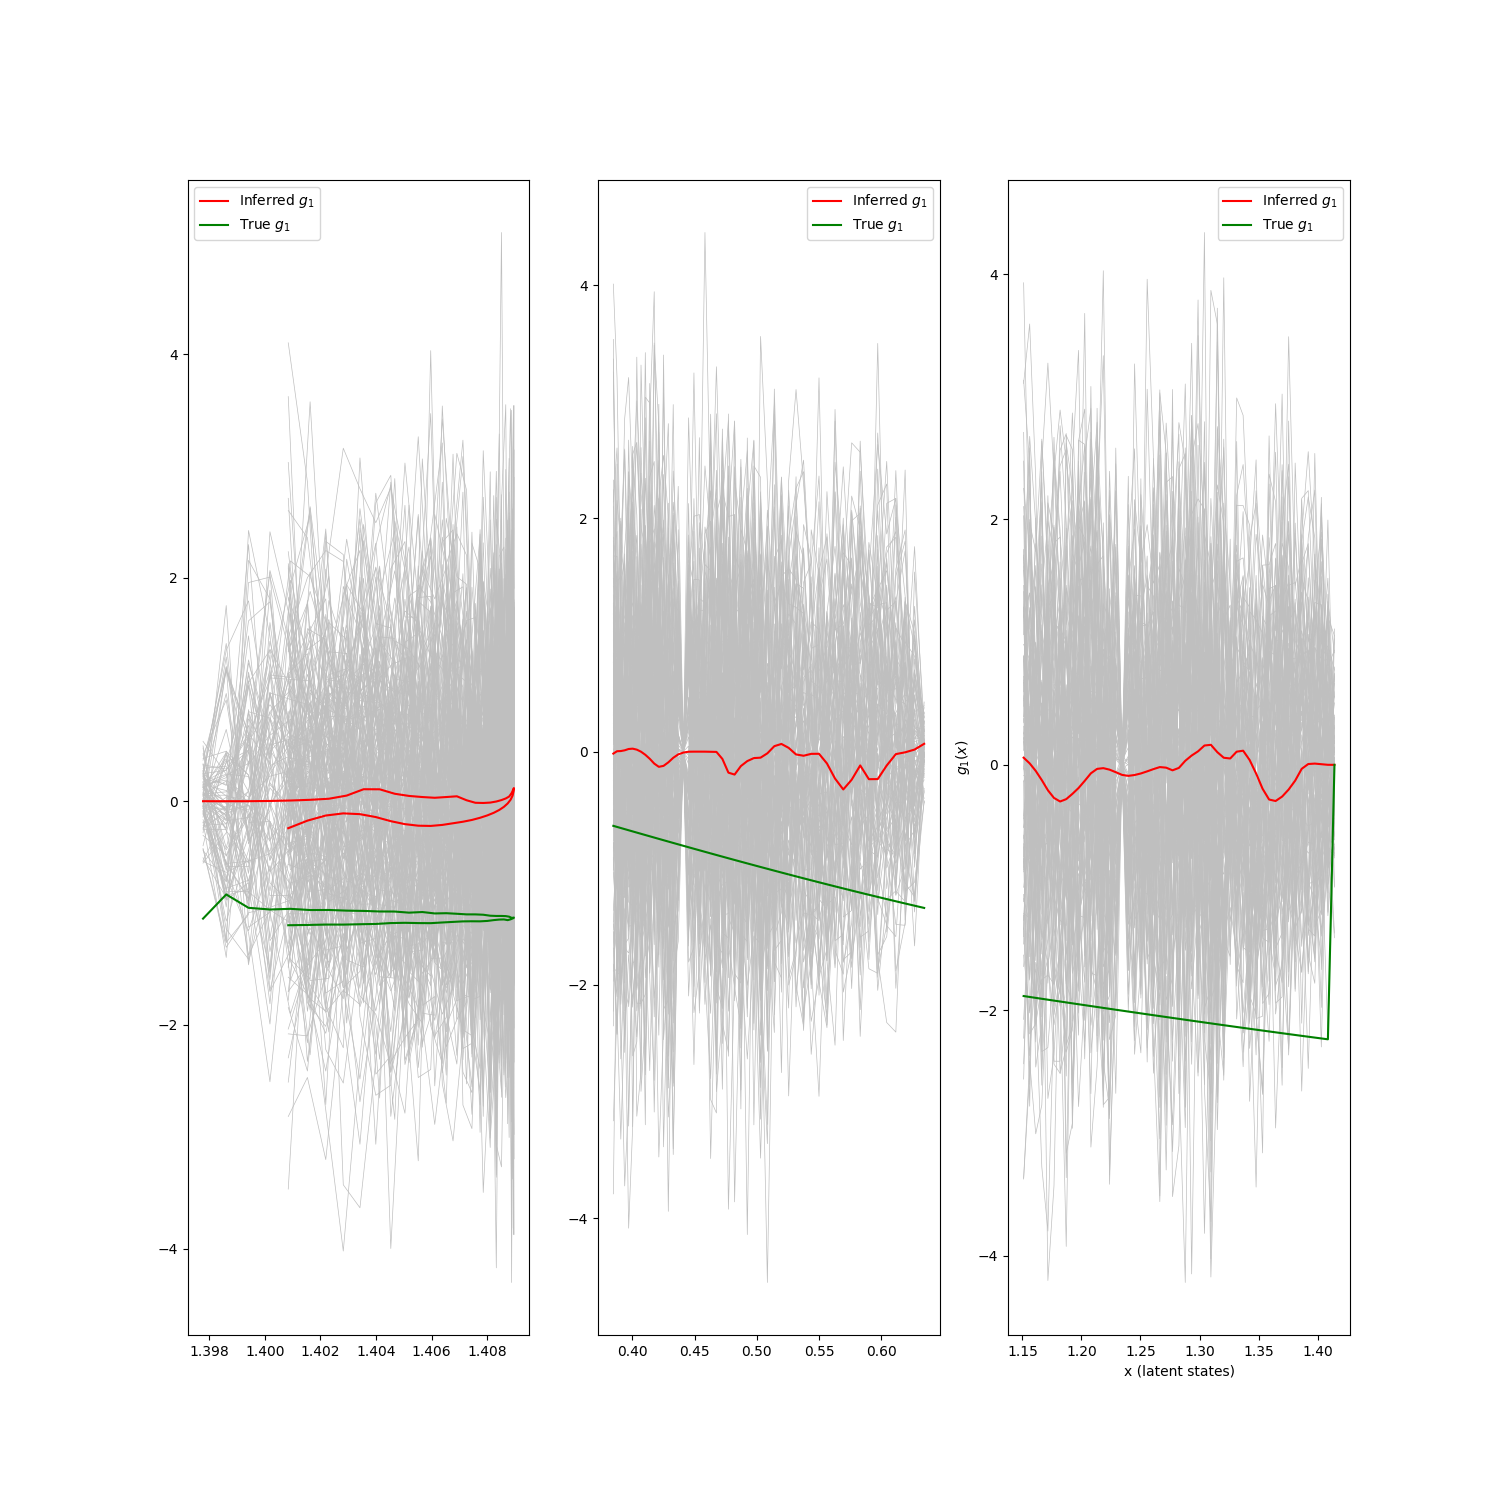 Inferred g₁
True g₁
4
2
0
−2
−4
1.398 1.400 1.402 1.404 1.406 1.408
Inferred g₁
True g₁
4
2
0
−2
−4
0.40 0.45 0.50 0.55 0.60
Inferred g₁
True g₁
g₁(x)
4
2
0
−2
−4
1.15 1.20 1.25 1.30 1.35 1.40
x (latent states)